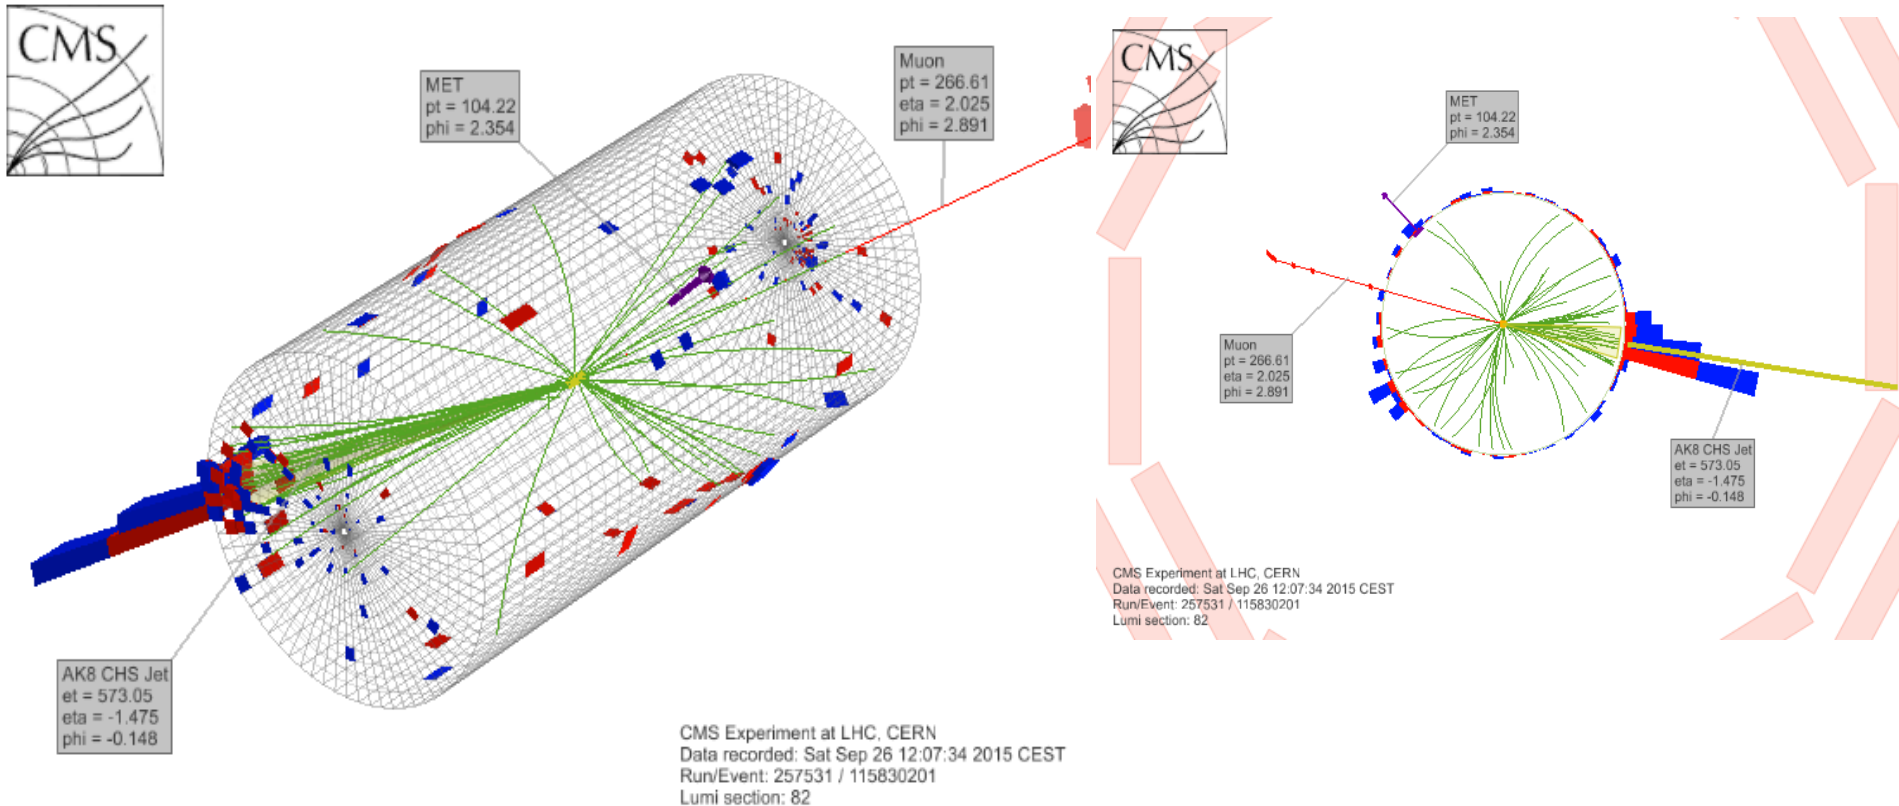 CMS
MET
pt = 104.22
phi = 2.354
Muon
pt = 266.61
eta = 2.025
phi = 2.891
AK8 CHS Jet
et = 573.05
eta = -1.475
phi = -0.148
CMS Experiment at LHC, CERN
Data recorded: Sat Sep 26 12:07:34 2015 CEST
Run/Event: 257531 / 115830201
Lumi section: 82
CMS
MET
pt = 104.22
phi = 2.354
Muon
pt = 266.61
eta = 2.025
phi = 2.891
AK8 CHS Jet
et = 573.05
eta = -1.475
phi = -0.148
CMS Experiment at LHC, CERN
Data recorded: Sat Sep 26 12:07:34 2015 CEST
Run/Event: 257531 / 115830201
Lumi section: 82